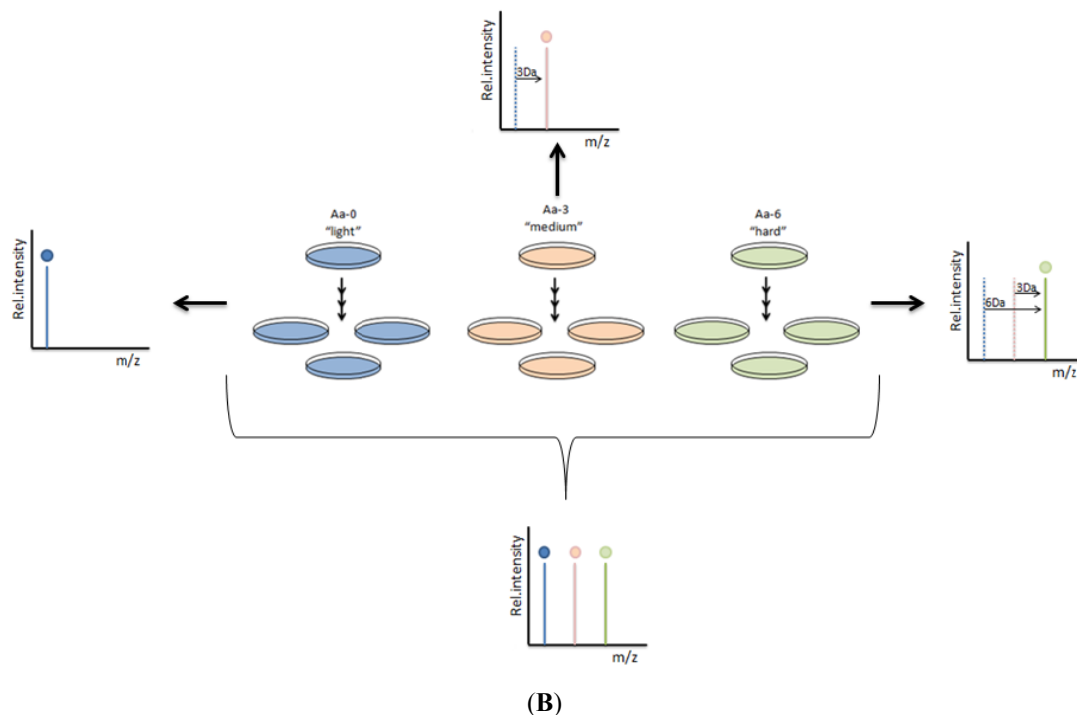 Rel.intensity
3Da
m/z
Aa-0
"light"
Aa-3
"medium"
Aa-6
"hard"
Rel.intensity
m/z
Rel.intensity
3Da
6Da
m/z
Rel.intensity
m/z
(B)